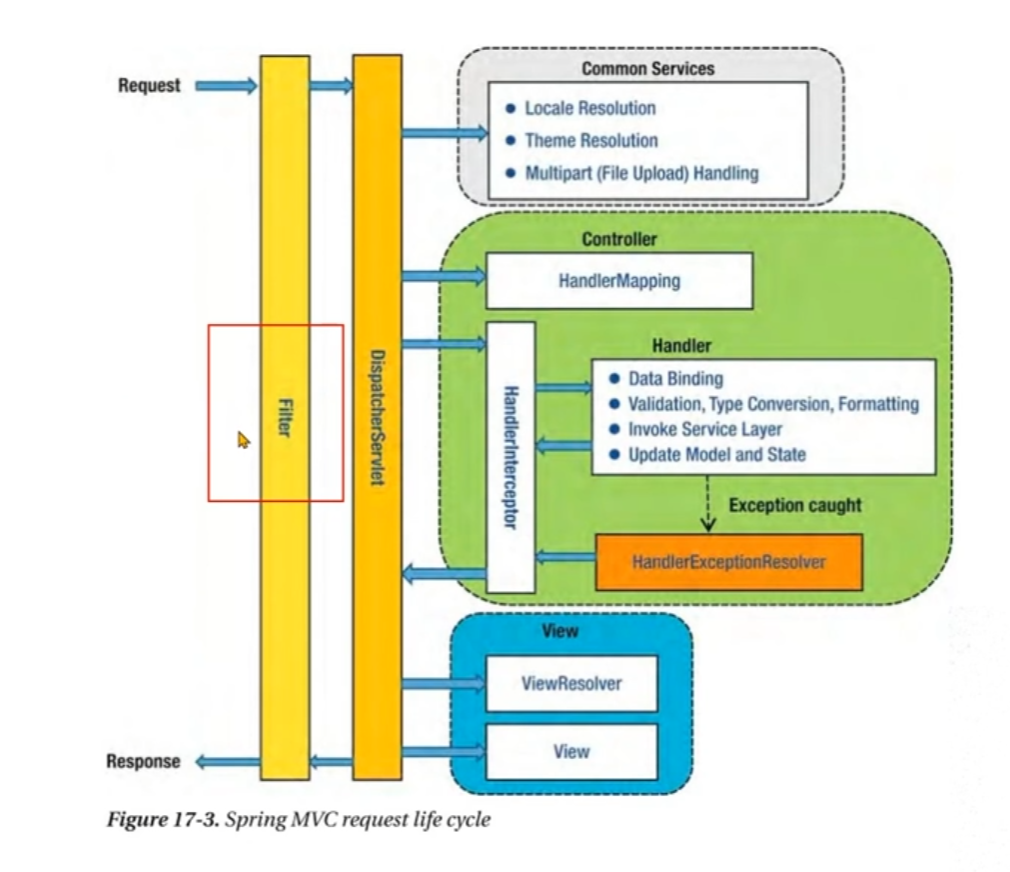 Request
Filter
DispatcherServlet
Common Services
Locale Resolution
Theme Resolution
Multipart (File Upload) Handling
Controller
HandlerMapping
HandlerInterceptor
Handler
Data Binding
Validation, Type Conversion, Formatting
Invoke Service Layer
Update Model and State
Exception caught
HandlerExceptionResolver
View
ViewResolver
View
Response
Figure 17-3. Spring MVC request life cycle